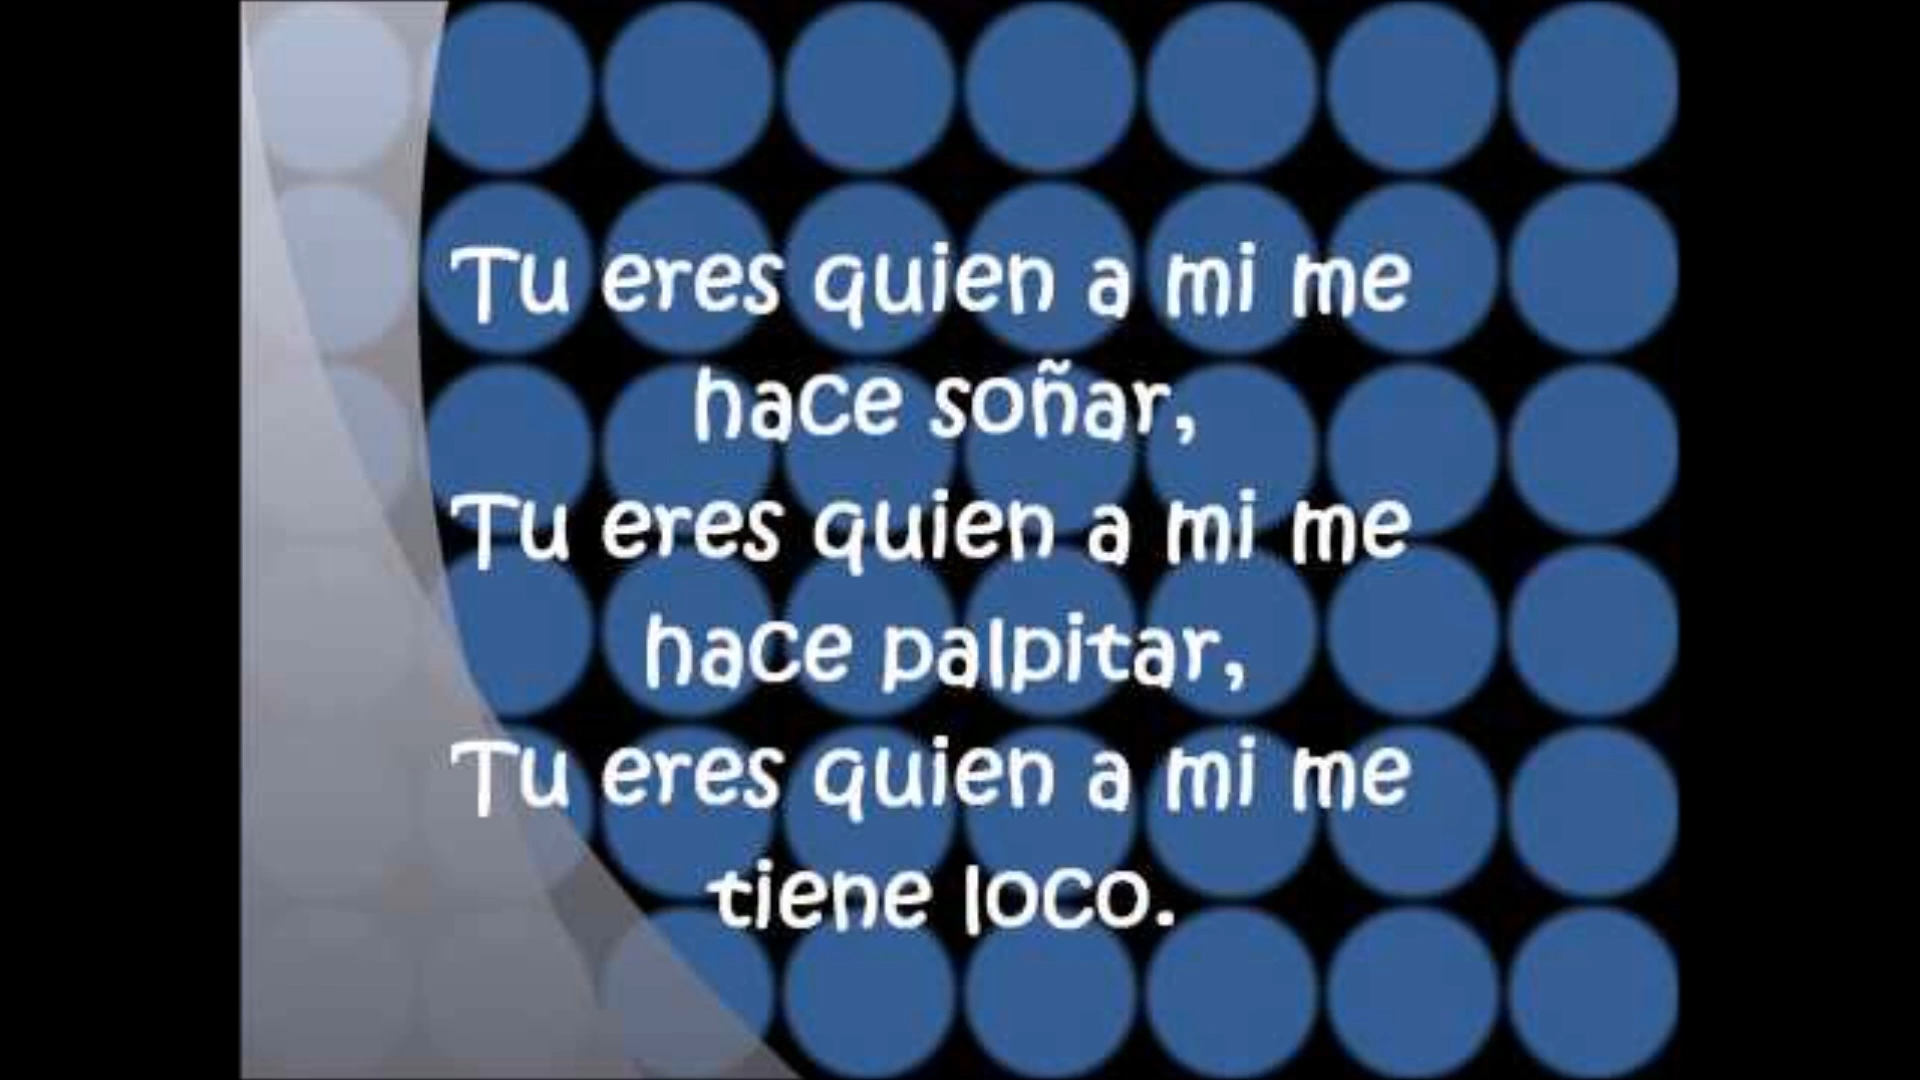 Tu eres quien a mi me
hace soñar,
Tu eres quien a mi me
hace palpitar,
Tu eres quien a mi me
tiene loco.